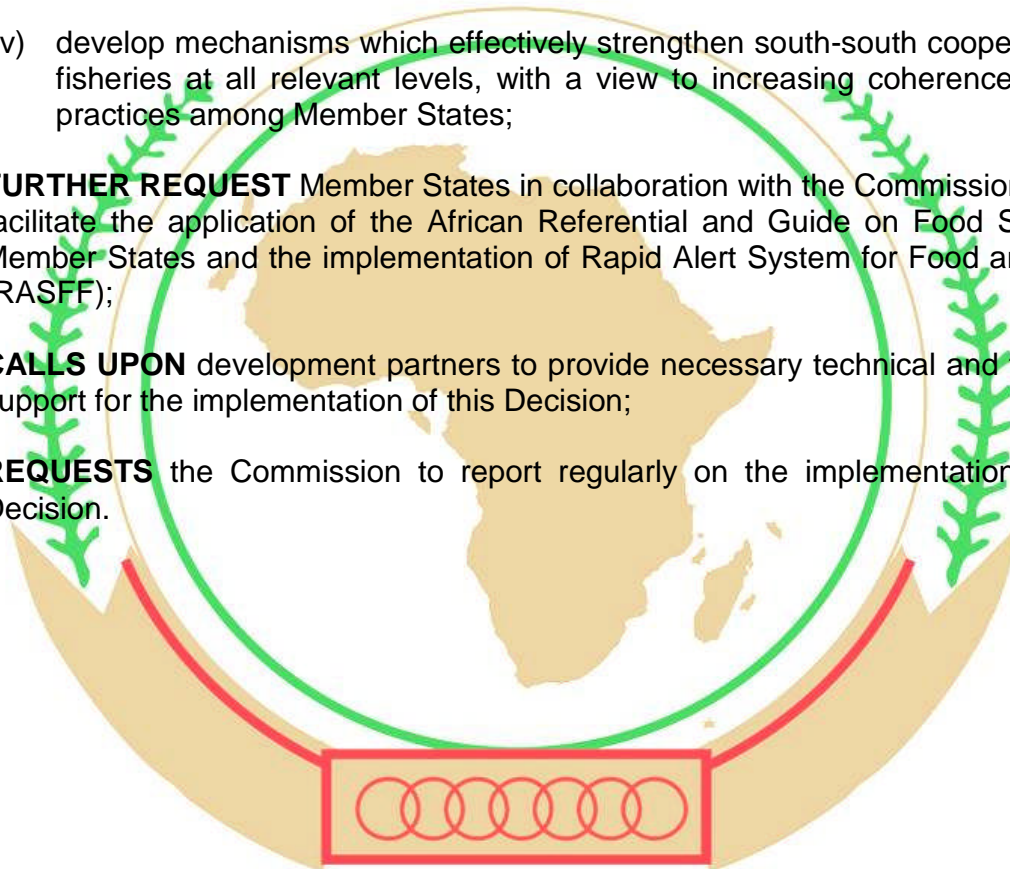 v) develop mechanisms which effectively strengthen south-south coope
fisheries at all relevant levels, with a view to increasing coherence
practices among Member States;
FURTHER REQUEST Member States in collaboration with the Commission
facilitate the application of the African Referential and Guide on Food S
Member States and the implementation of Rapid Alert System for Food a
RASFF);
CALLS UPON development partners to provide necessary technical and
support for the implementation of this Decision;
REQUESTS the Commission to report regularly on the implementation
Decision.